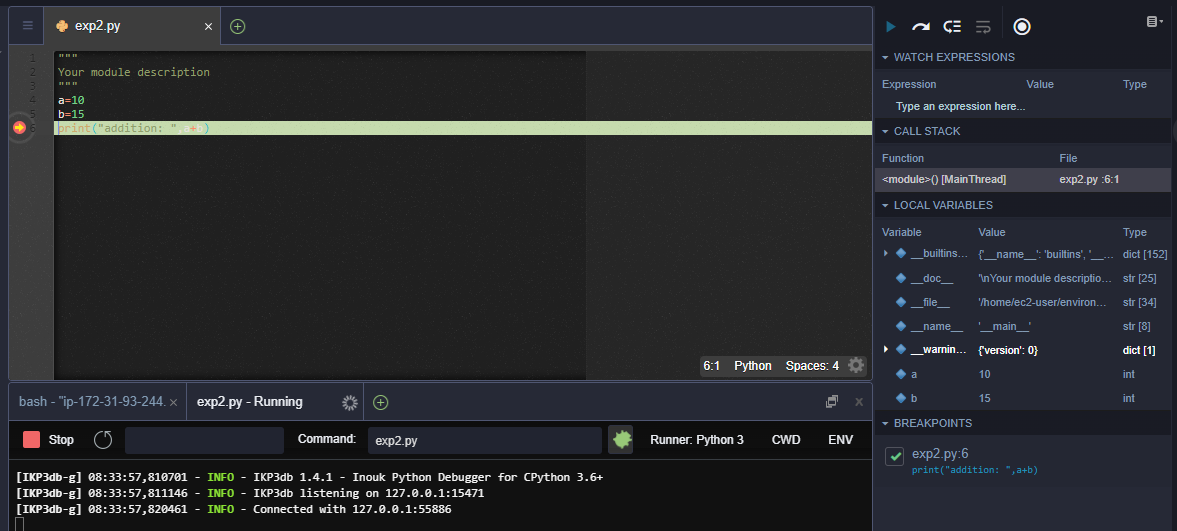 exp2.py ×
1 """
2 Your module description
3 """
4 a=10
5 b=15
6 print("addition: ",a+b)
6:1 Python Spaces: 4
bash - "ip-172-31-93-244. × exp2.py - Running
Stop Command: exp2.py Runner: Python 3 CWD ENV
[IKP3db-g] 08:33:57,810701 - INFO - IKP3db 1.4.1 - Inouk Python Debugger for CPython 3.6+
[IKP3db-g] 08:33:57,811146 - INFO - IKP3db listening on 127.0.0.1:15471
[IKP3db-g] 08:33:57,820461 - INFO - Connected with 127.0.0.1:55886
WATCH EXPRESSIONS
Expression Value Type
Type an expression here...
CALL STACK
Function File
<module>() [MainThread] exp2.py :6:1
LOCAL VARIABLES
Variable Value Type
__builtins... {'__name__': 'builtins', '__... dict [152]
__doc__ '\nYour module descriptio... str [25]
__file__ '/home/ec2-user/environ... str [34]
__name__ '__main__' str [8]
__warnin... {'version': 0} dict [1]
a 10 int
b 15 int
BREAKPOINTS
exp2.py:6
print("addition: ",a+b)